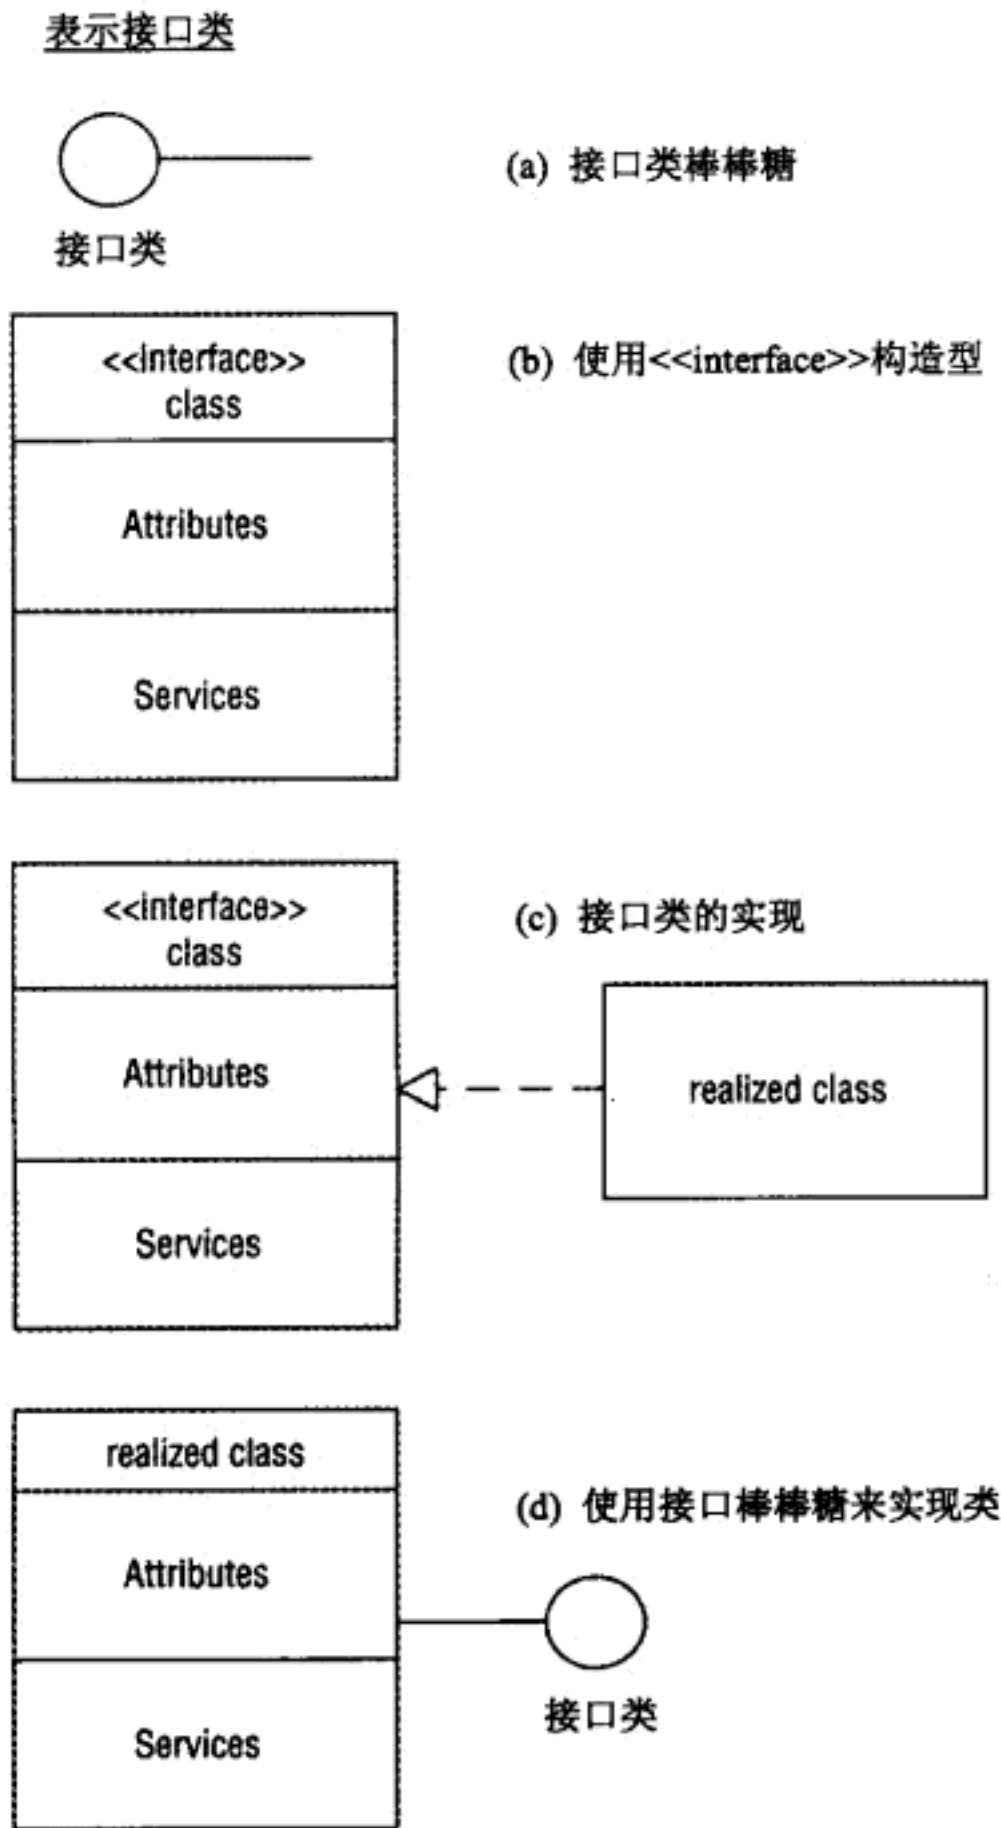 表示接口类
(a) 接口类棒棒糖
接口类
<<interface>>
class
Attributes
Services
(b) 使用<<interface>>构造型
<<interface>>
class
Attributes
Services
(c) 接口类的实现
realized class
realized class
Attributes
Services
(d) 使用接口棒棒糖来实现类
接口类